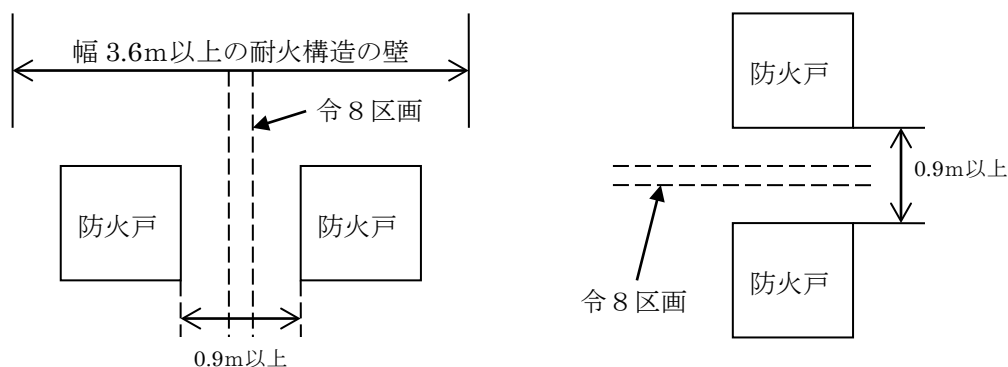 幅 3.6m以上の耐火構造の壁
令８区画
防火戸
防火戸
0.9m以上
防火戸
0.9m以上
防火戸
令８区画